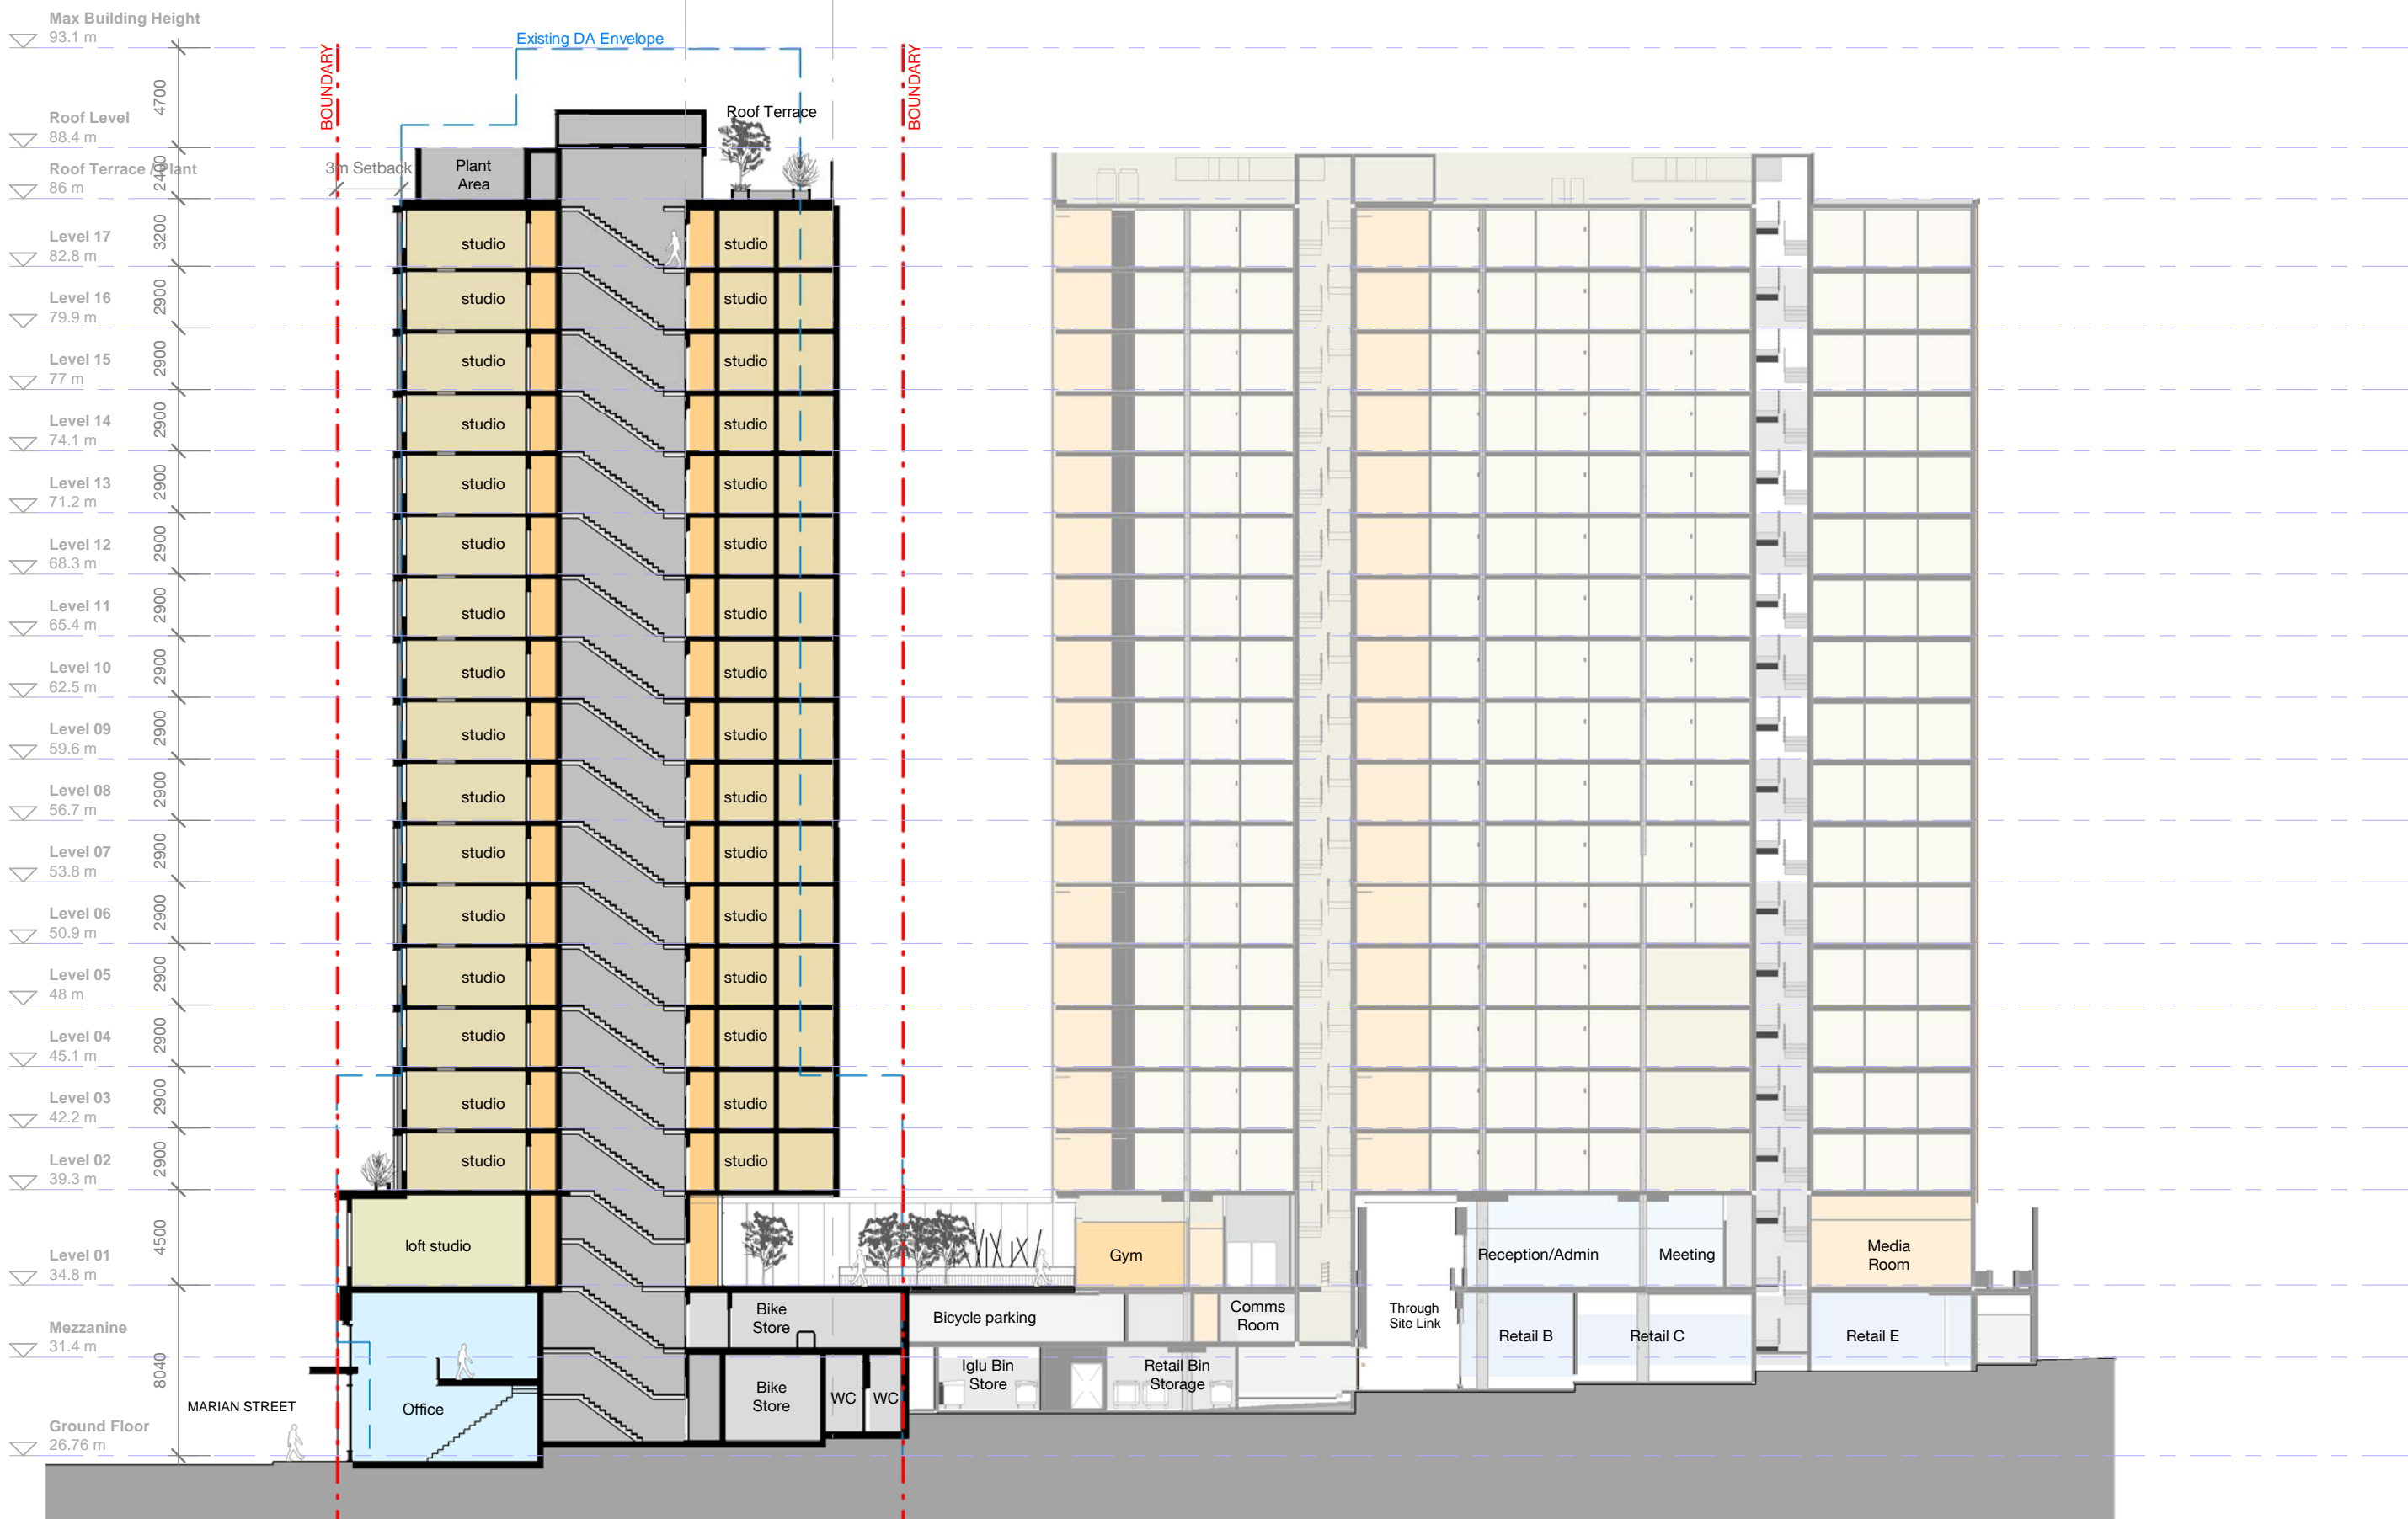 Max Building Height
93.1 m
Existing DA Envelope
BOUNDARY
BOUNDARY
4700
Roof Level
88.4 m
Roof Terrace
2400
Roof Terrace / Plant
86 m
3m Setback
Plant
Area
3200
Level 17
82.8 m
studio
studio
2900
Level 16
79.9 m
studio
studio
2900
Level 15
77 m
studio
studio
2900
Level 14
74.1 m
studio
studio
2900
Level 13
71.2 m
studio
studio
2900
Level 12
68.3 m
studio
studio
2900
Level 11
65.4 m
studio
studio
2900
Level 10
62.5 m
studio
studio
2900
Level 09
59.6 m
studio
studio
2900
Level 08
56.7 m
studio
studio
2900
Level 07
53.8 m
studio
studio
2900
Level 06
50.9 m
studio
studio
2900
Level 05
48 m
studio
studio
2900
Level 04
45.1 m
studio
studio
2900
Level 03
42.2 m
studio
studio
2900
Level 02
39.3 m
studio
studio
4500
Level 01
34.8 m
loft studio
Gym
Reception/Admin
Meeting
Media
Room
Mezzanine
31.4 m
Bike
Store
Bicycle parking
Comms
Room
Through
Site Link
Retail B
Retail C
Retail E
8040
MARIAN STREET
Office
Bike
Store
WC
WC
Iglu Bin
Store
Retail Bin
Storage
Ground Floor
26.76 m